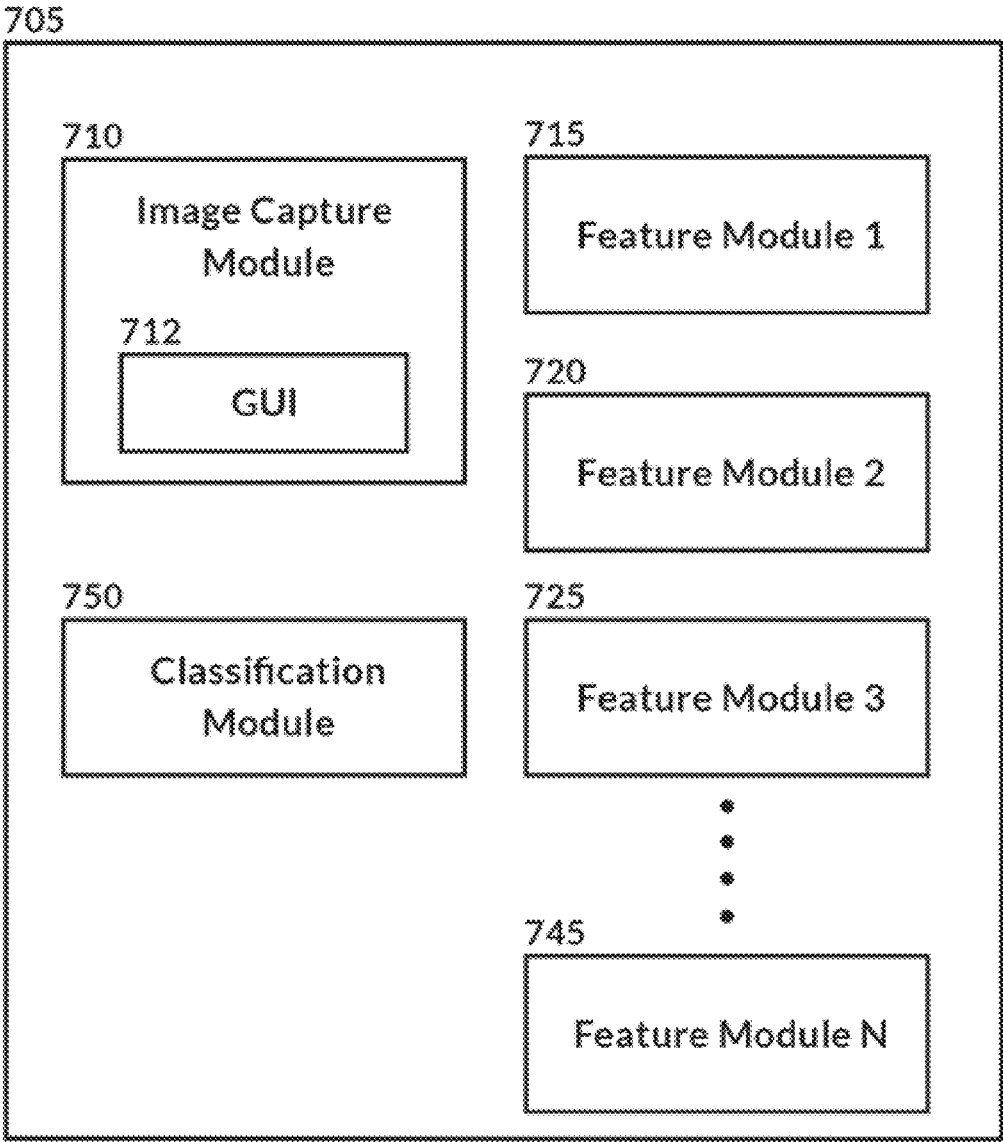 705
710
Image Capture
Module
712
GUI
750
Classification
Module
715
Feature Module 1
720
Feature Module 2
725
Feature Module 3
745
Feature Module N